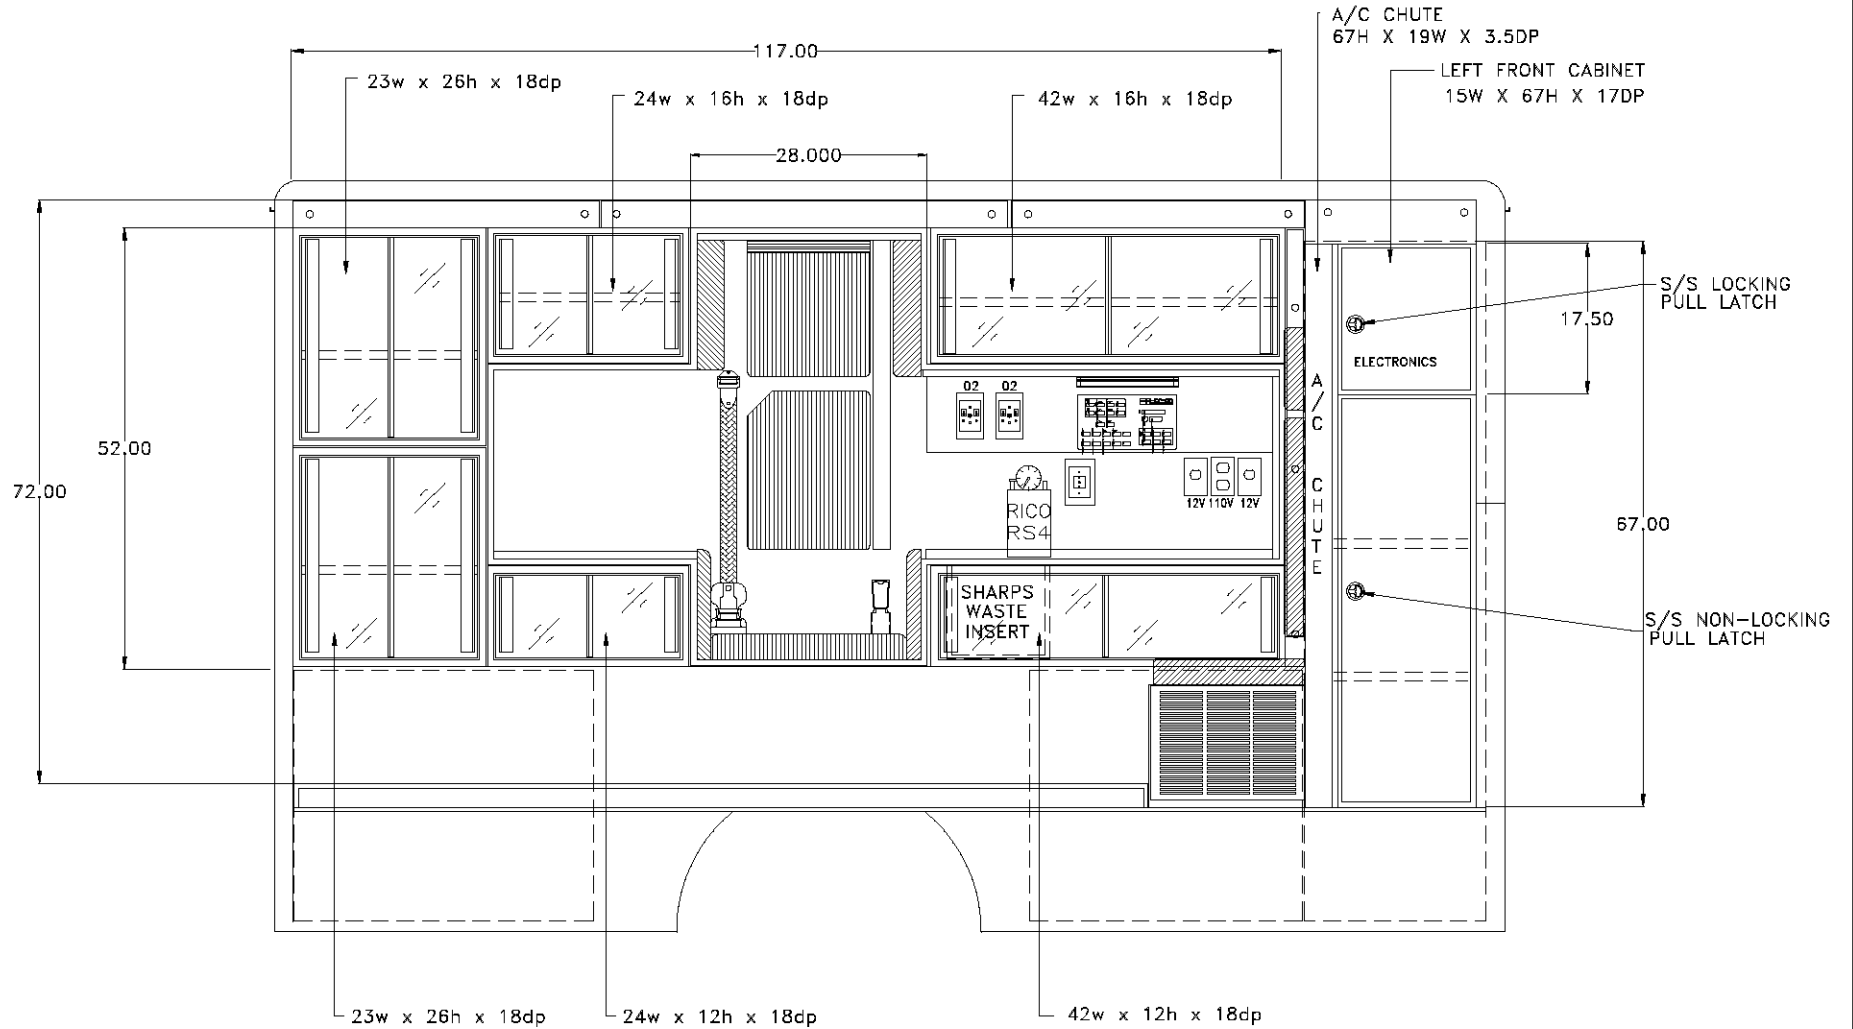 A/C CHUTE
67H X 19W X 3.5DP
117.00
LEFT FRONT CABINET
15W X 67H X 17DP
23w x 26h x 18dp
24w x 16h x 18dp
42w x 16h x 18dp
28.000
S/S LOCKING
PULL LATCH
17.50
ELECTRONICS
O2 O2
A/C CHUTE
52.00
72.00
12V 110V 12V
RICO
RS4
67.00
SHARPS
WASTE
INSERT
S/S NON-LOCKING
PULL LATCH
23w x 26h x 18dp
24w x 12h x 18dp
42w x 12h x 18dp